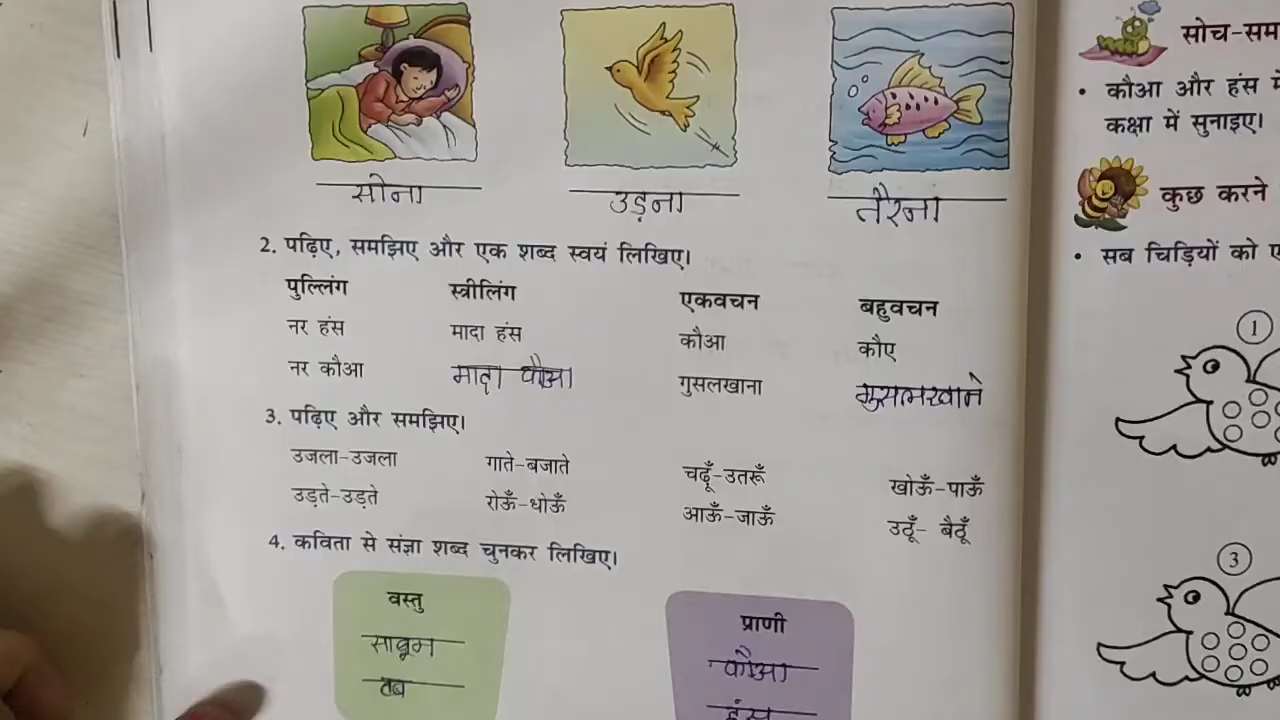 सोना उड़ना तैरना
2. पढ़िए, समझिए और एक शब्द स्वयं लिखिए।
पुल्लिंग स्त्रीलिंग एकवचन बहुवचन
नर हंस मादा हंस कौआ कौए
नर कौआ मादा कौआ गुसलखाना गुसलखाने
3. पढ़िए और समझिए।
उजला-उजला गाते-बजाते चढ़ूँ-उतरूँ खोऊँ-पाऊँ
उड़ते-उड़ते रोऊँ-धोऊँ आऊँ-जाऊँ उठूँ- बैठूँ
4. कविता से संज्ञा शब्द चुनकर लिखिए।
वस्तु प्राणी
साबुन कौआ
टब हंस
सोच-सम
• कौआ और हंस में
कक्षा में सुनाइए।
कुछ करने
• सब चिड़ियों को ए
1
3